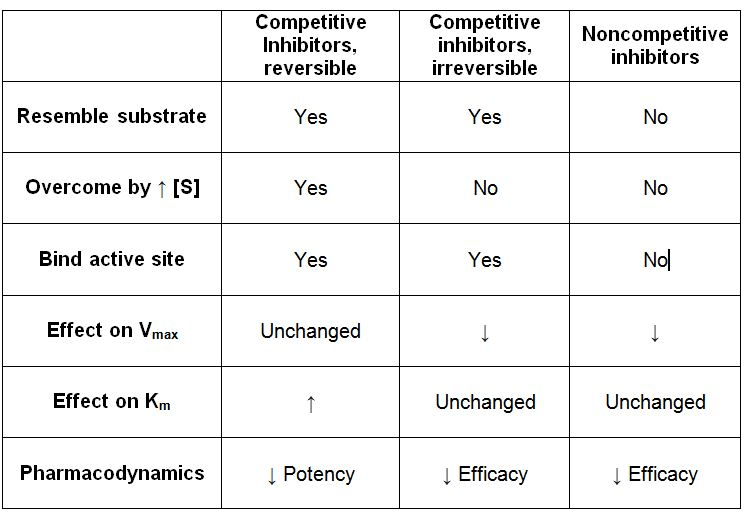 Competitive Inhibitors, reversible
Competitive inhibitors, irreversible
Noncompetitive inhibitors
Resemble substrate Yes Yes No
Overcome by ↑ [S] Yes No No
Bind active site Yes Yes No
Effect on Vmax Unchanged ↓ ↓
Effect on Km ↑ Unchanged Unchanged
Pharmacodynamics ↓ Potency ↓ Efficacy ↓ Efficacy